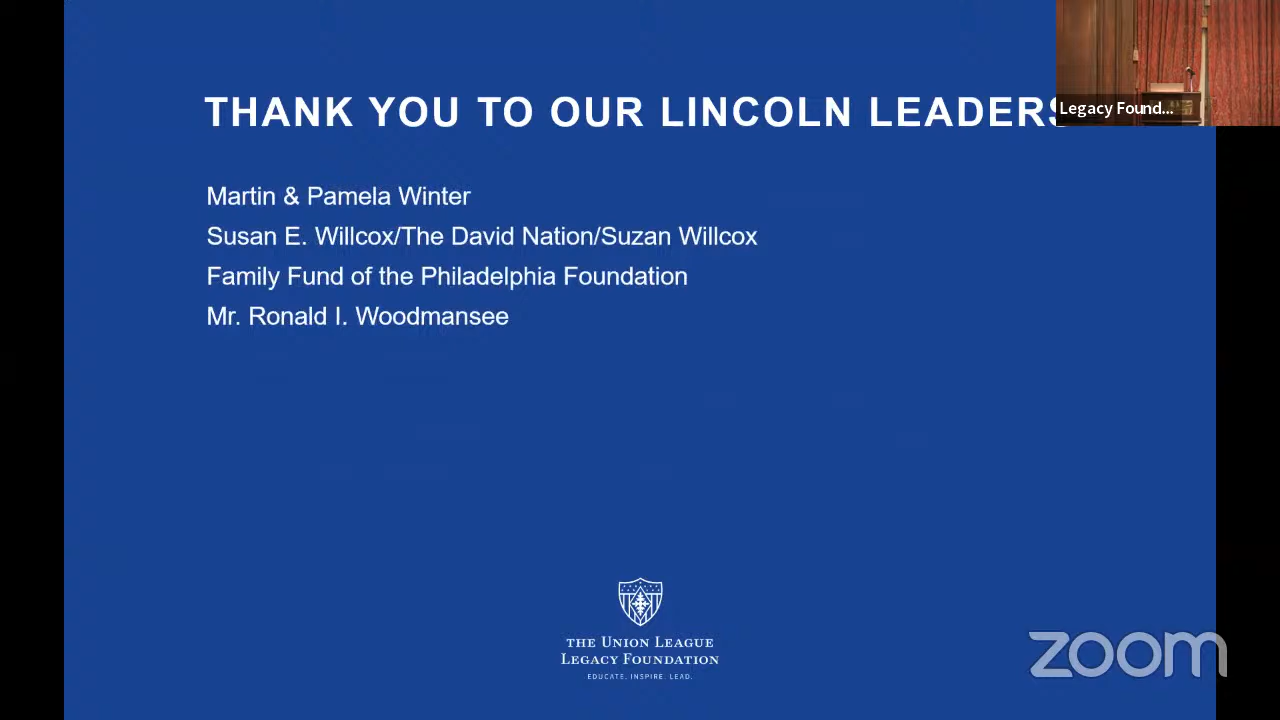 THANK YOU TO OUR LINCOLN LEADERS
Legacy Found...
Martin & Pamela Winter
Susan E. Willcox/The David Nation/Suzan Willcox
Family Fund of the Philadelphia Foundation
Mr. Ronald I. Woodmansee
THE UNION LEAGUE
LEGACY FOUNDATION
EDUCATE. INSPIRE. LEAD.
zoom